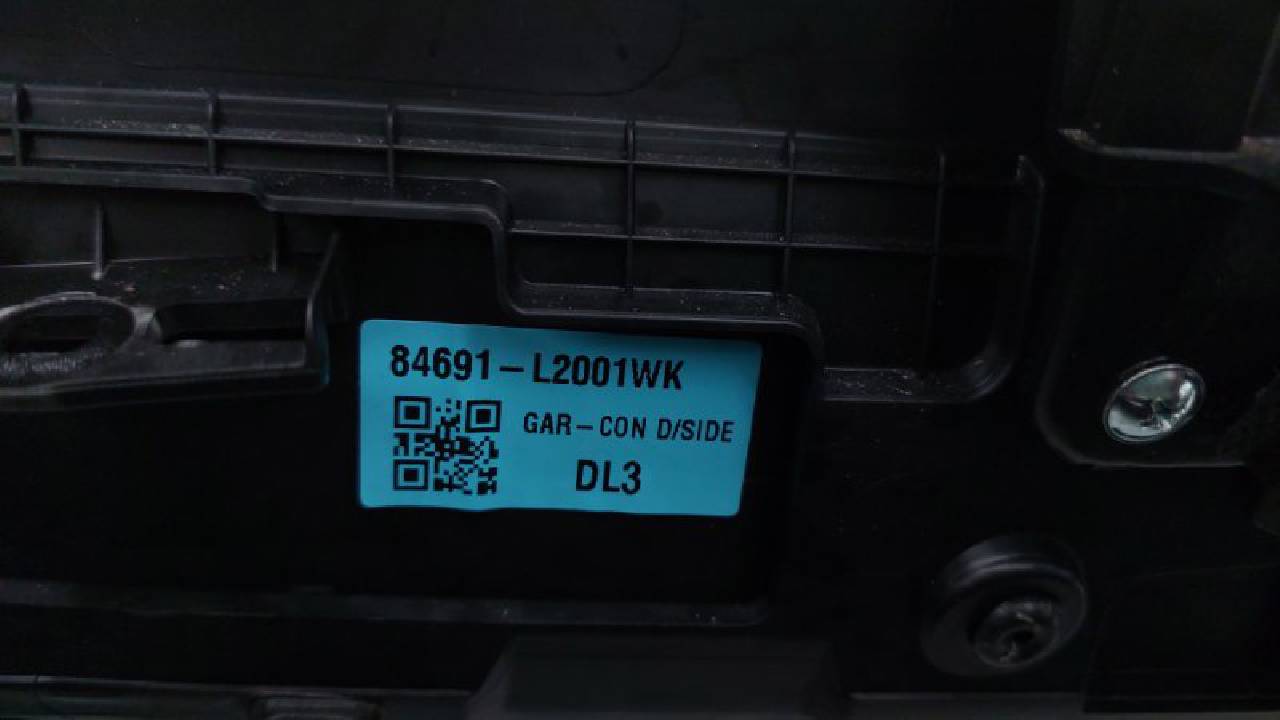 84691-L2001WK
GAR-CON D/SIDE
DL3